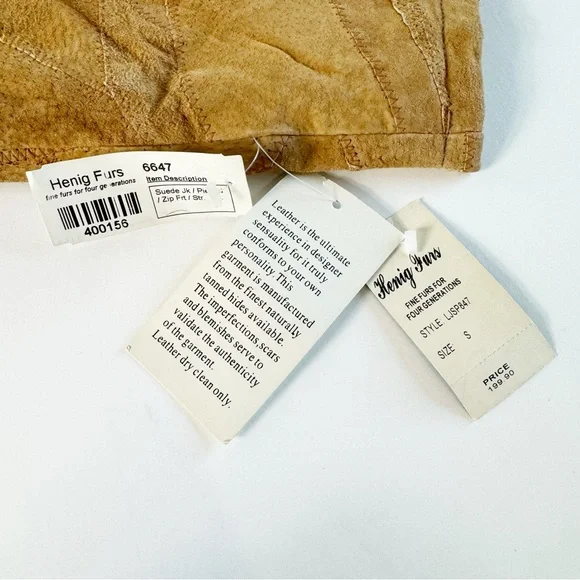 Henig Furs
fine furs for four generations
400156
6647
Item Description
Suede Jk /
/ Zip Frt / Str
Leather is the ultimate
experience in designer
sensuality for it truly
conforms to your own
personality. This
garment is manufactured
from the finest naturally
tanned hides available.
The imperfections, scars
and blemishes serve to
validate the authenticity
of the garment.
Leather dry clean only.
Henig Furs
FINE FURS FOR
FOUR GENERATIONS
STYLE LJSP847
SIZE S
PRICE
199.90